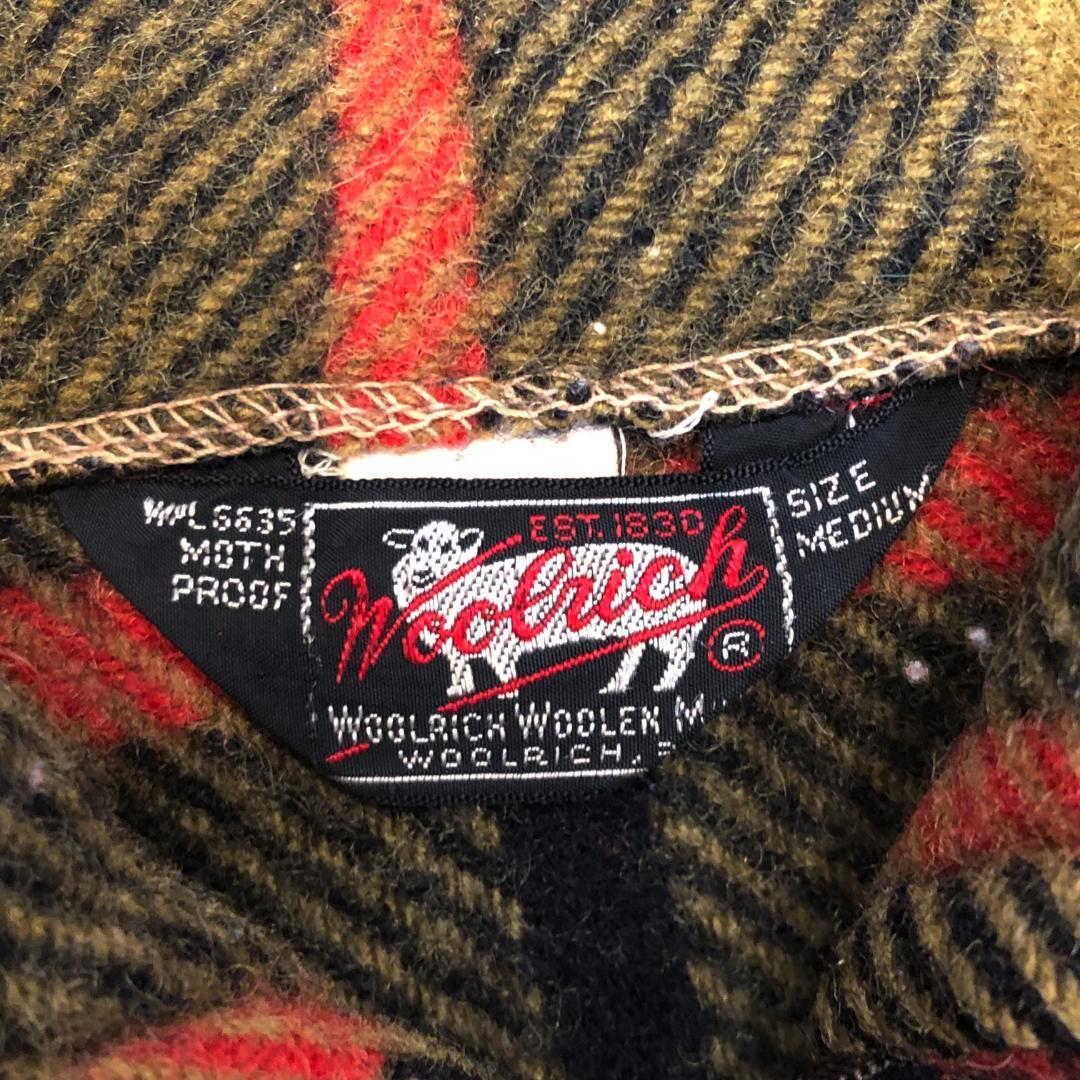 WPL 6635
MOTH
PROOF
EST. 1830
Woolrich
®
WOOLRICH WOOLEN
WOOLRICH,
SIZE
MEDIUM